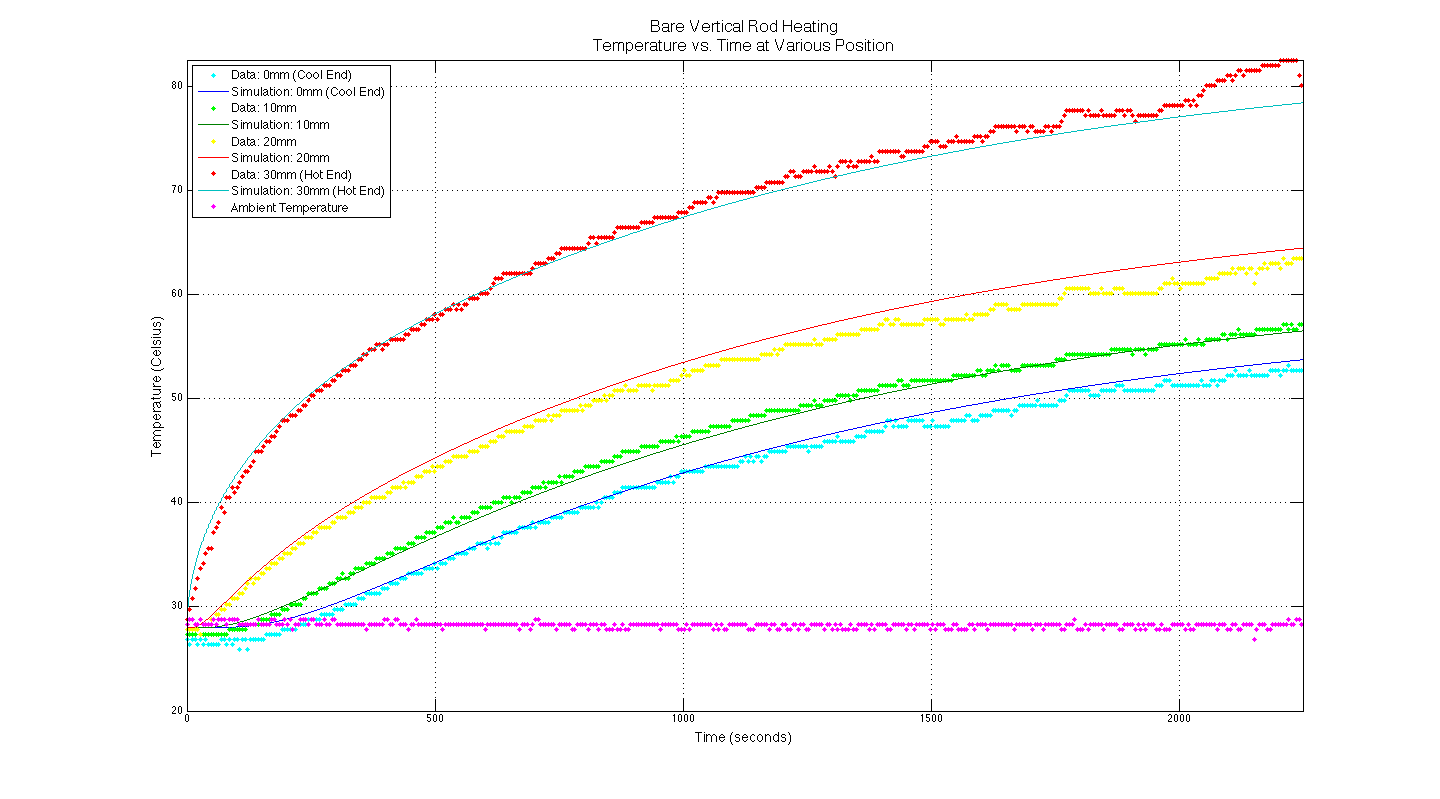 Bare Vertical Rod Heating
Temperature vs. Time at Various Position
Data: 0mm (Cool End)
Simulation: 0mm (Cool End)
Data: 10mm
Simulation: 10mm
Data: 20mm
Simulation: 20mm
Data: 30mm (Hot End)
Simulation: 30mm (Hot End)
Ambient Temperature
Temperature (Celsius)
80
70
60
50
40
30
20
0 500 1000 1500 2000
Time (seconds)